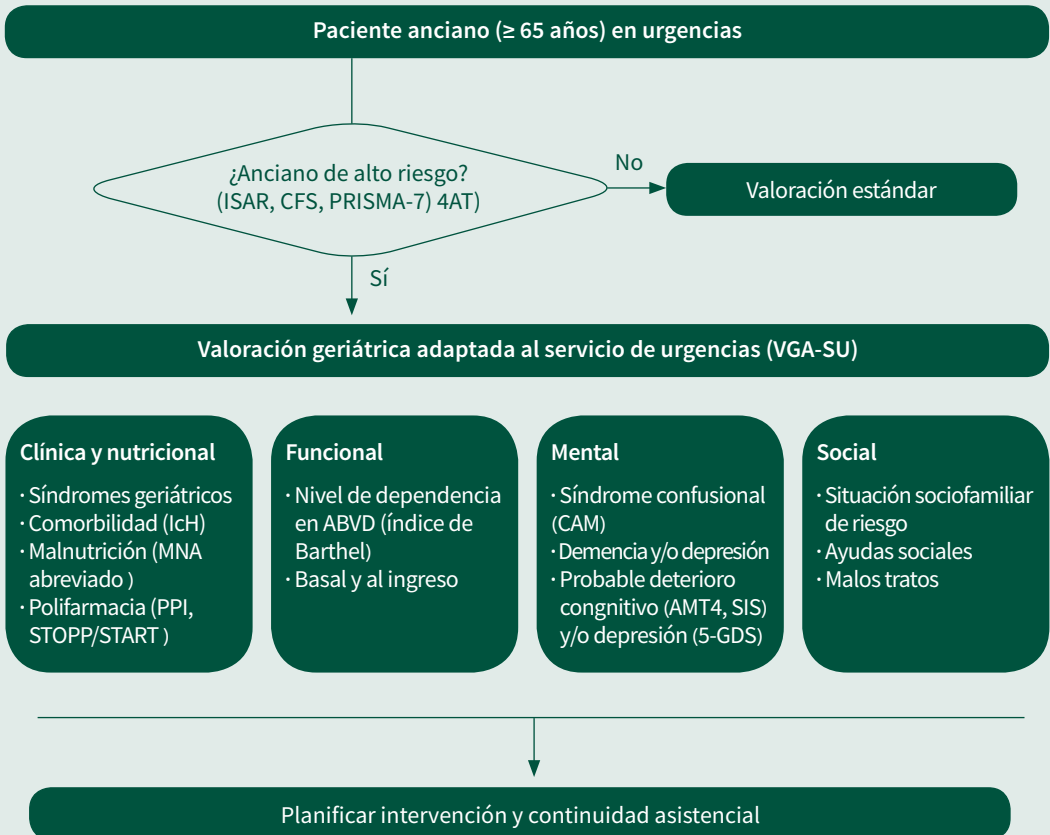 Paciente anciano (≥ 65 años) en urgencias
¿Anciano de alto riesgo?
(ISAR, CFS, PRISMA-7) 4AT)
No
Valoración estándar
Sí
Valoración geriátrica adaptada al servicio de urgencias (VGA-SU)
Clínica y nutricional
· Síndromes geriátricos
· Comorbilidad (IcH)
· Malnutrición (MNA
abreviado )
· Polifarmacia (PPI,
STOPP/START )
Funcional
· Nivel de dependencia
en ABVD (índice de
Barthel)
· Basal y al ingreso
Mental
· Síndrome confusional
(CAM)
· Demencia y/o depresión
· Probable deterioro
congnitivo (AMT4, SIS)
y/o depresión (5-GDS)
Social
· Situación sociofamiliar
de riesgo
· Ayudas sociales
· Malos tratos
Planificar intervención y continuidad asistencial